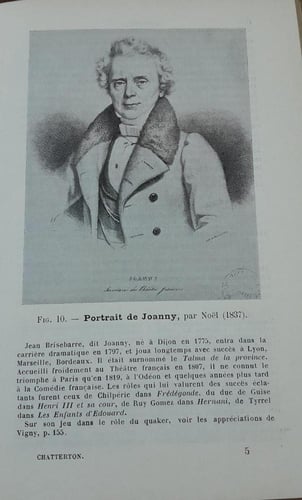 JOANNY
FIG. 10. — Portrait de Joanny, par Noël (1837).
Jean Brisebarre, dit Joanny, né à Dijon en 1775, entra dans la
carrière dramatique en 1797, et joua longtemps avec succès à Lyon,
Marseille, Bordeaux. Il était surnommé le Talma de la province.
Accueilli froidement au Théâtre français en 1807, il ne connut le
triomphe à Paris qu'en 1819, à l'Odéon et quelques années plus tard
à la Comédie française. Les rôles qui lui valurent des succès écla-
tants furent ceux de Chilpéric dans Frédégonde, du duc de Guise
dans Henri III et sa cour, de Ruy Gomez dans Hernani, de Tyrrel
dans Les Enfants d'Edouard.
Sur son jeu dans le rôle du quaker, voir les appréciations de
Vigny, p. 155.
CHATTERTON. 5